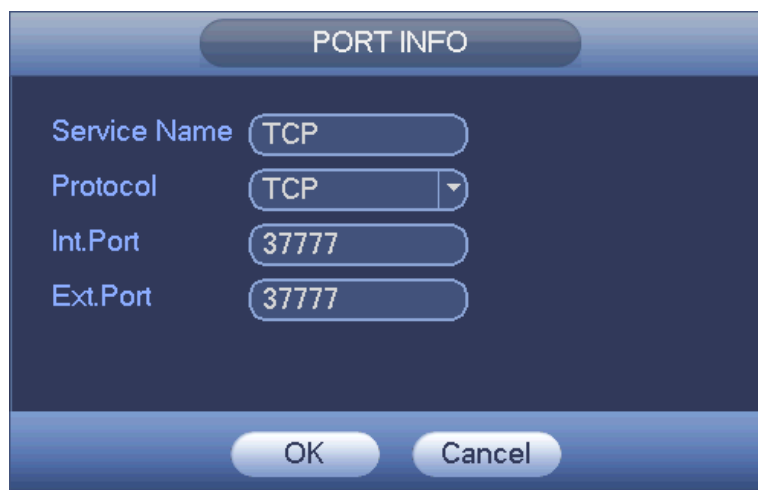 PORT INFO
Service Name TCP
Protocol TCP
Int.Port 37777
Ext.Port 37777
OK Cancel